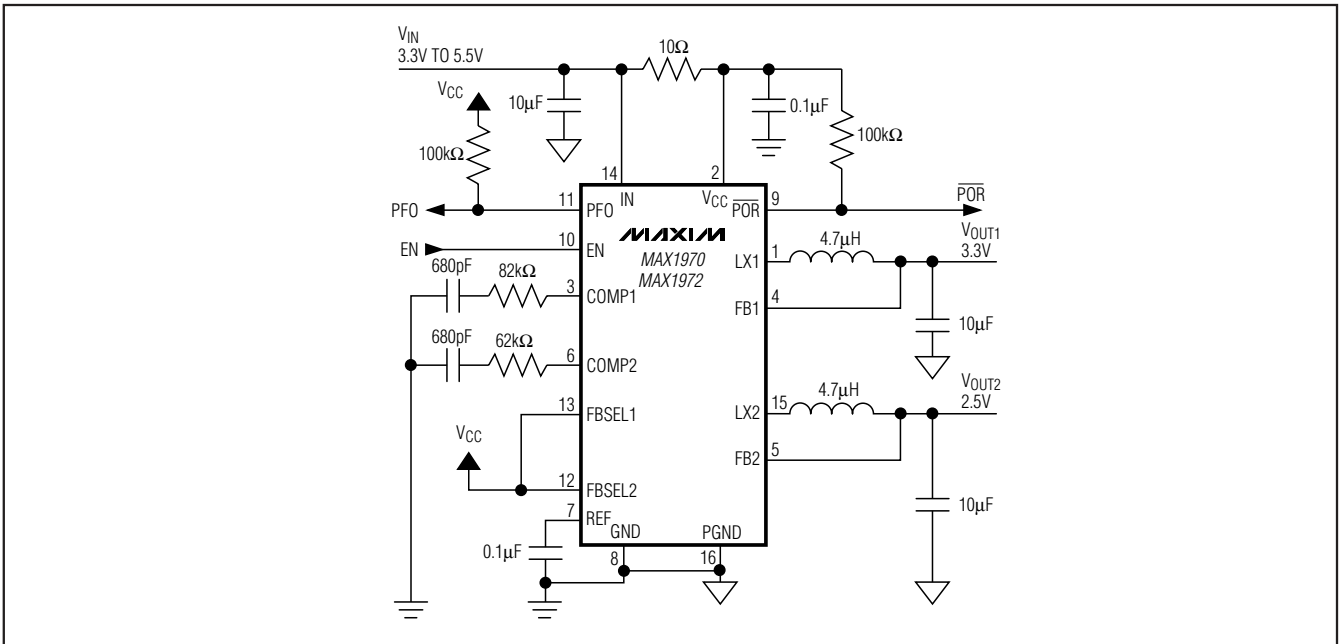 VIN
3.3V TO 5.5V
10Ω
VCC
10µF
0.1µF
100kΩ
100kΩ
14
2
IN
VCC
PFO
11
PFO
POR
9
POR
MAXIM
MAX1970
MAX1972
EN
10
EN
LX1
1
4.7µH
VOUT1
3.3V
680pF
82kΩ
3
COMP1
FB1
4
10µF
680pF
62kΩ
6
COMP2
13
FBSEL1
LX2
15
4.7µH
VOUT2
2.5V
VCC
FB2
5
12
FBSEL2
10µF
7
REF
GND
PGND
0.1µF
8
16